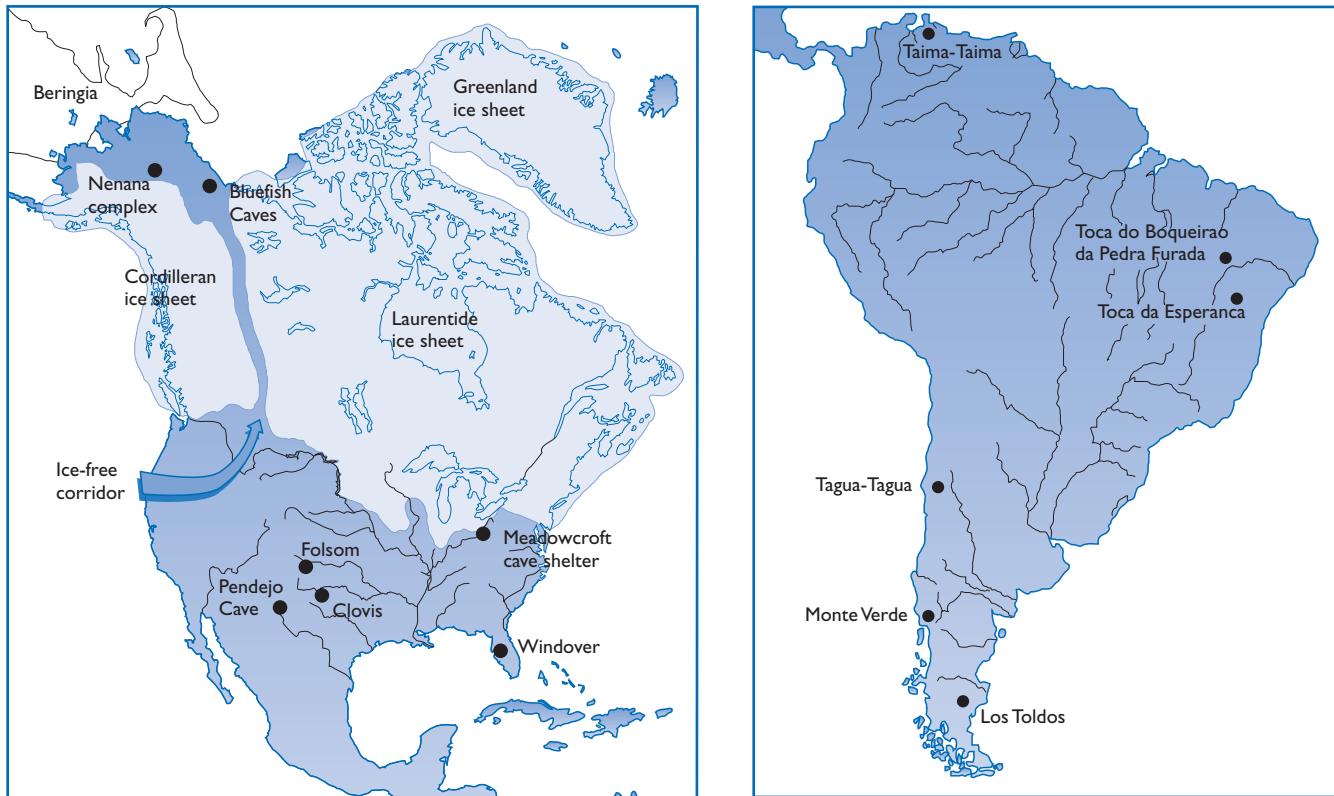 Beringia
Greenland
ice sheet
Nenana
complex
Bluefish
Caves
Cordilleran
ice sheet
Laurentide
ice sheet
Ice-free
corridor
Folsom
Meadowcroft
cave shelter
Pendejo
Cave
Clovis
Windover
Taima-Taima
Toca do Boqueirao
da Pedra Furada
Toca da Esperanca
Tagua-Tagua
Monte Verde
Los Toldos